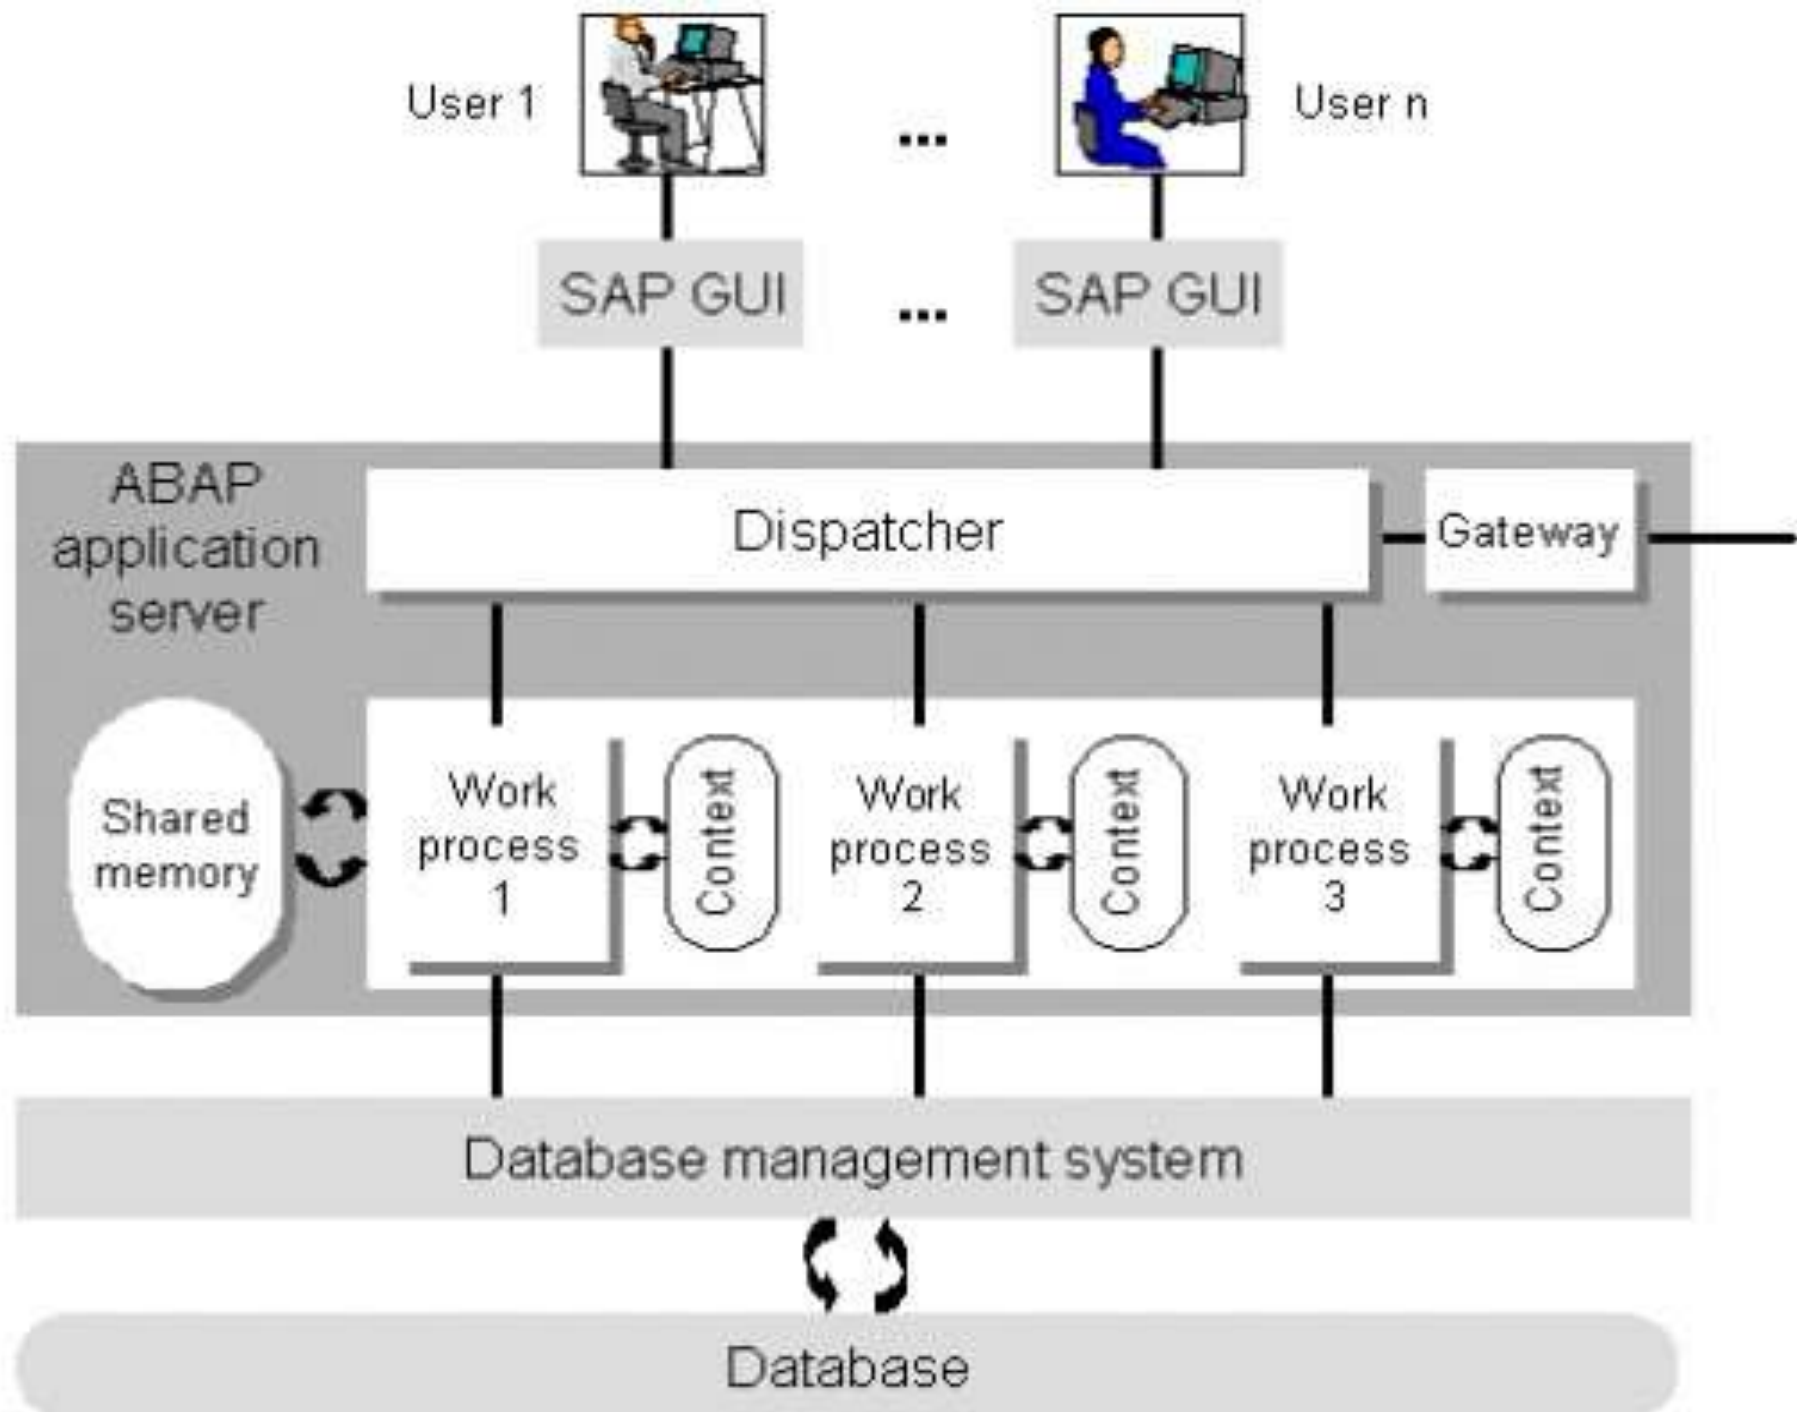 User 1
...
User n
SAP GUI
...
SAP GUI
ABAP
application
server
Dispatcher
Gateway
Shared
memory
Work
process
1
Context
Work
process
2
Context
Work
process
3
Context
Database management system
Database